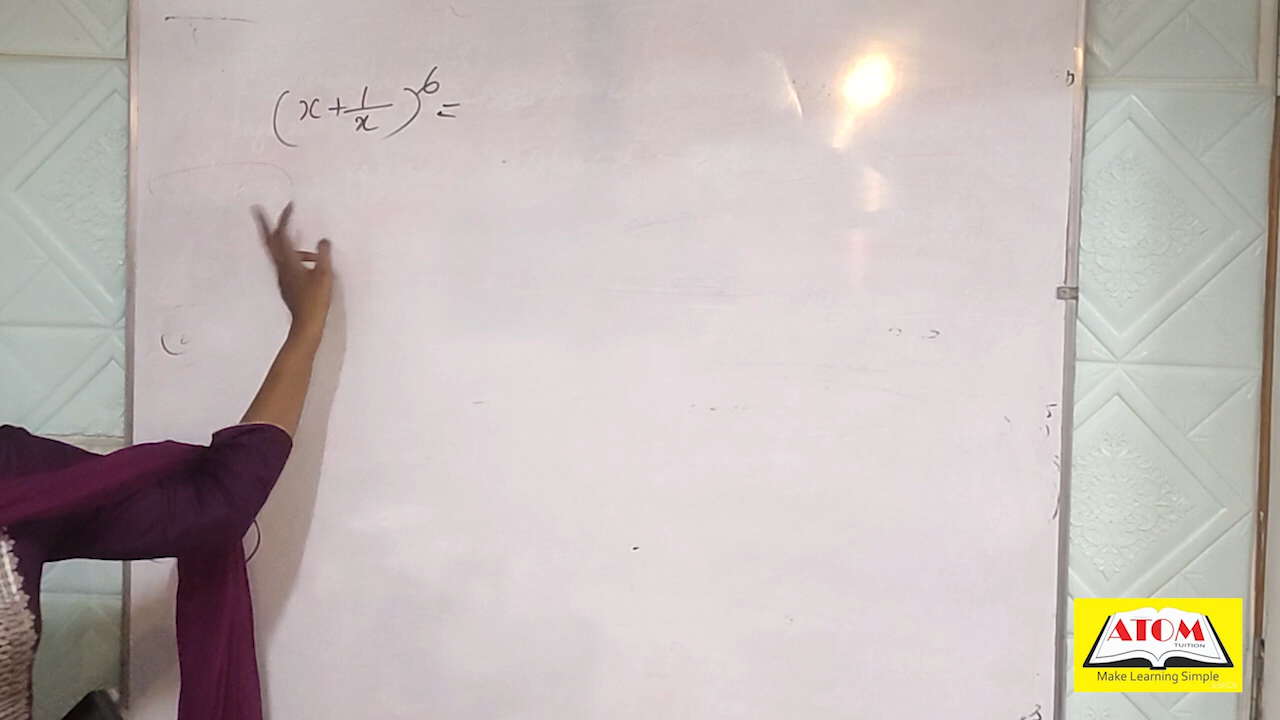 (x + 1/x)^6 =
ATOM
TUITION
Make Learning Simple